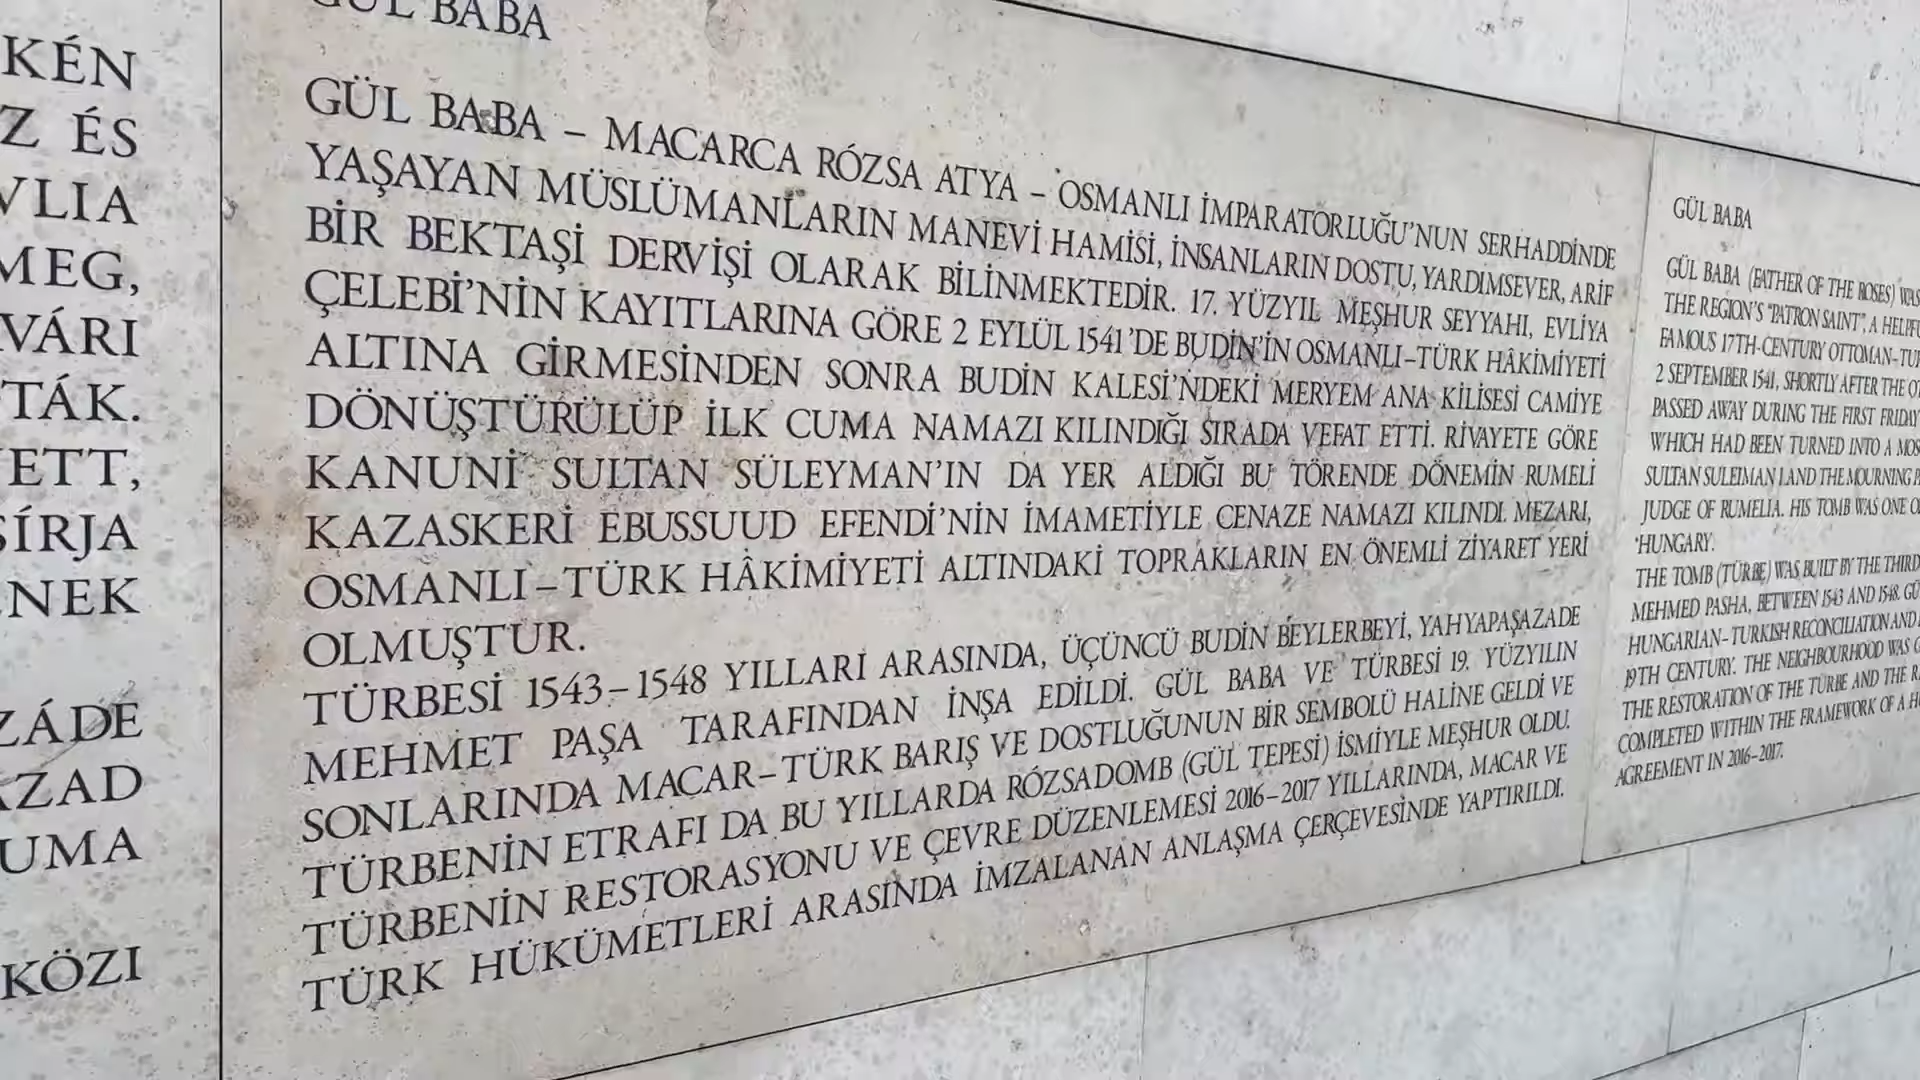 KÉN
Z ÉS
VLIA
MEG,
VÁRI
TÁK.
ETT,
SÍRJA
ENEK
ZÁDE
AZAD
UMA
KÖZI
GÜL BABA
GÜL BABA – MACARCA RÓZSA ATYA – OSMANLI İMPARATORLUĞU'NUN SERHADDİNDE
YAŞAYAN MÜSLÜMANLARIN MANEVİ HAMİSİ, İNSANLARIN DOSTU, YARDIMSEVER, ARİF
BİR BEKTAŞİ DERVİŞİ OLARAK BİLİNMEKTEDİR. 17. YÜZYIL MEŞHUR SEYYAHI, EVLİYA
ÇELEBİ'NİN KAYITLARINA GÖRE 2 EYLÜL 1541'DE BUDİN'İN OSMANLI–TÜRK HÂKİMİYETİ
ALTINA GİRMESİNDEN SONRA BUDİN KALESİ'NDEKİ MERYEM ANA KİLİSESİ CAMİYE
DÖNÜŞTÜRÜLÜP İLK CUMA NAMAZI KILINDIĞI SIRADA VEFAT ETTİ. RİVAYETE GÖRE
KANUNİ SULTAN SÜLEYMAN'IN DA YER ALDIĞI BU TÖRENDE DÖNEMİN RUMELİ
KAZASKERİ EBUSSUUD EFENDİ'NİN İMAMETİYLE CENAZE NAMAZI KILINDI. MEZARI,
OSMANLI–TÜRK HÂKİMİYETİ ALTINDAKİ TOPRAKLARIN EN ÖNEMLİ ZİYARET YERİ
OLMUŞTUR.
TÜRBESİ 1543–1548 YILLARI ARASINDA, ÜÇÜNCÜ BUDİN BEYLERBEYİ, YAHYAPAŞAZADE
MEHMET PAŞA TARAFINDAN İNŞA EDİLDİ. GÜL BABA VE TÜRBESİ 19. YÜZYILIN
SONLARINDA MACAR–TÜRK BARIŞ VE DOSTLUĞUNUN BİR SEMBOLÜ HALİNE GELDİ VE
TÜRBENİN ETRAFI DA BU YILLARDA RÓZSADOMB (GÜL TEPESİ) İSMİYLE MEŞHUR OLDU.
TÜRBENİN RESTORASYONU VE ÇEVRE DÜZENLEMESİ 2016–2017 YILLARINDA, MACAR VE
TÜRK HÜKÜMETLERİ ARASINDA İMZALANAN ANLAŞMA ÇERÇEVESİNDE YAPTIRILDI.
GÜL BABA
GÜL BABA (FATHER OF THE ROSES) WAS
THE REGION'S "PATRON SAINT", A HELPF
FAMOUS 17TH-CENTURY OTTOMAN–TU
2 SEPTEMBER 1541, SHORTLY AFTER THE OT
PASSED AWAY DURING THE FIRST FRIDAY
WHICH HAD BEEN TURNED INTO A MOS
SULTAN SULEIMAN I AND THE MOURNING P
JUDGE OF RUMELIA. HIS TOMB WAS ONE O
HUNGARY.
THE TOMB (TÜRBE) WAS BUILT BY THE THIRD
MEHMED PASHA, BETWEEN 1543 AND 1548. GÜ
HUNGARIAN–TURKISH RECONCILIATION AND
19TH CENTURY. THE NEIGHBOURHOOD WAS
THE RESTORATION OF THE TÜRBE AND THE R
COMPLETED WITHIN THE FRAMEWORK OF A H
AGREEMENT IN 2016–2017.